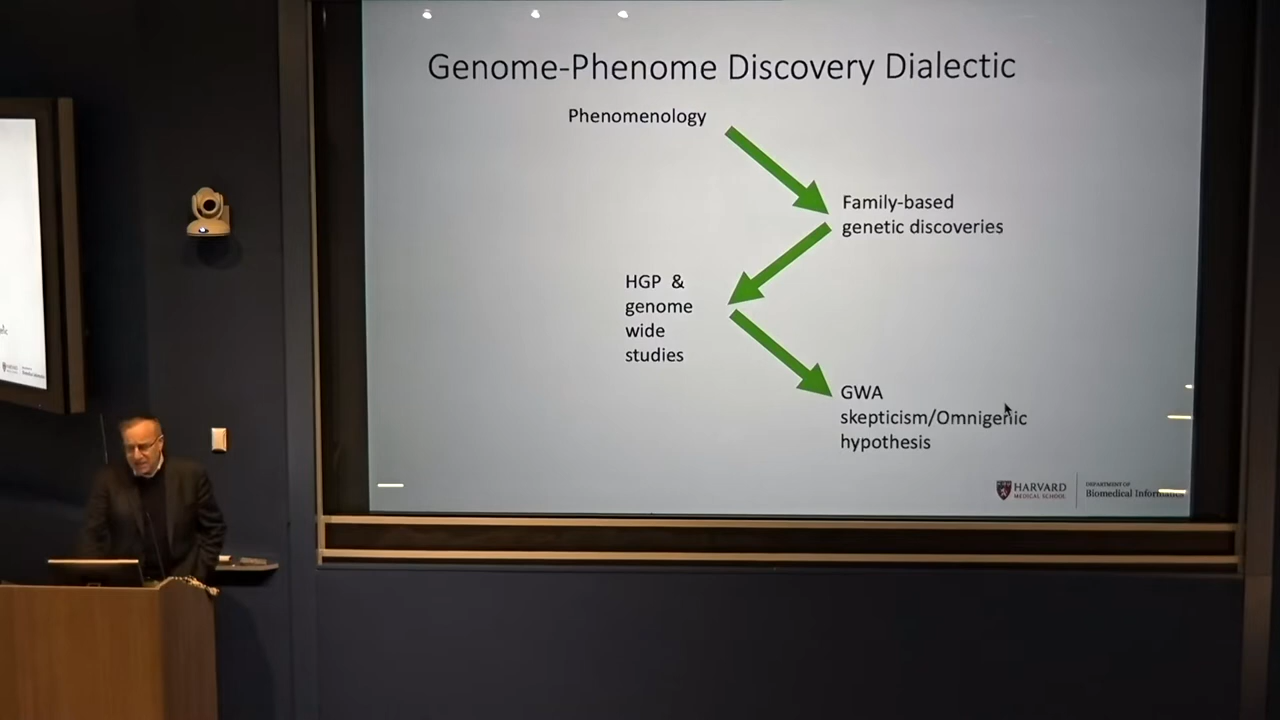 Genome-Phenome Discovery Dialectic
Phenomenology
Family-based
genetic discoveries
HGP &
genome
wide
studies
GWA
skepticism/Omnigenic
hypothesis
HARVARD
MEDICAL SCHOOL
DEPARTMENT OF
Biomedical Informatics